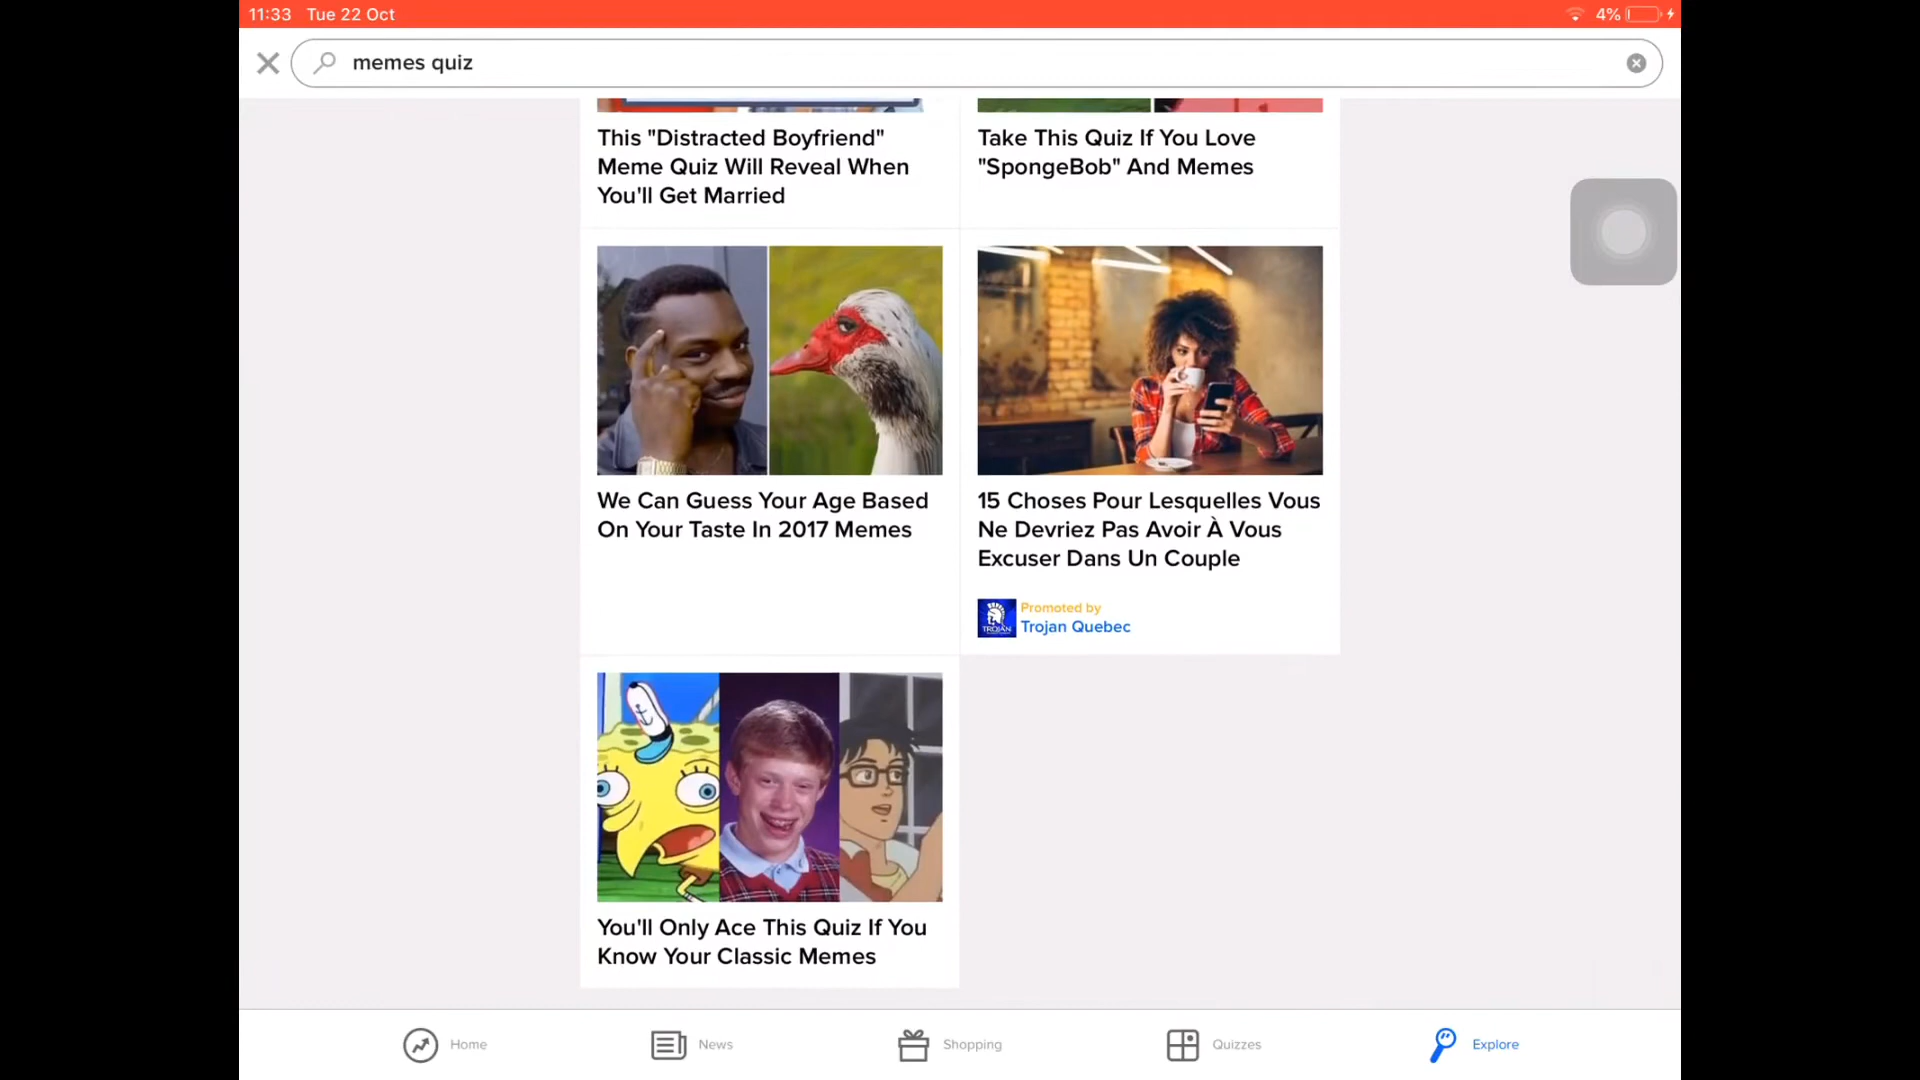 11:33 Tue 22 Oct
4%
memes quiz
This "Distracted Boyfriend"
Meme Quiz Will Reveal When
You'll Get Married
Take This Quiz If You Love
"SpongeBob" And Memes
We Can Guess Your Age Based
On Your Taste In 2017 Memes
15 Choses Pour Lesquelles Vous
Ne Devriez Pas Avoir À Vous
Excuser Dans Un Couple
TROJAN
Promoted by
Trojan Quebec
You'll Only Ace This Quiz If You
Know Your Classic Memes
Home
News
Shopping
Quizzes
Explore